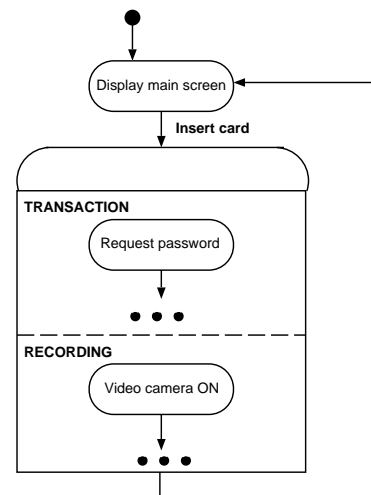 Display main screen
Insert card
TRANSACTION
Request password
RECORDING
Video camera ON